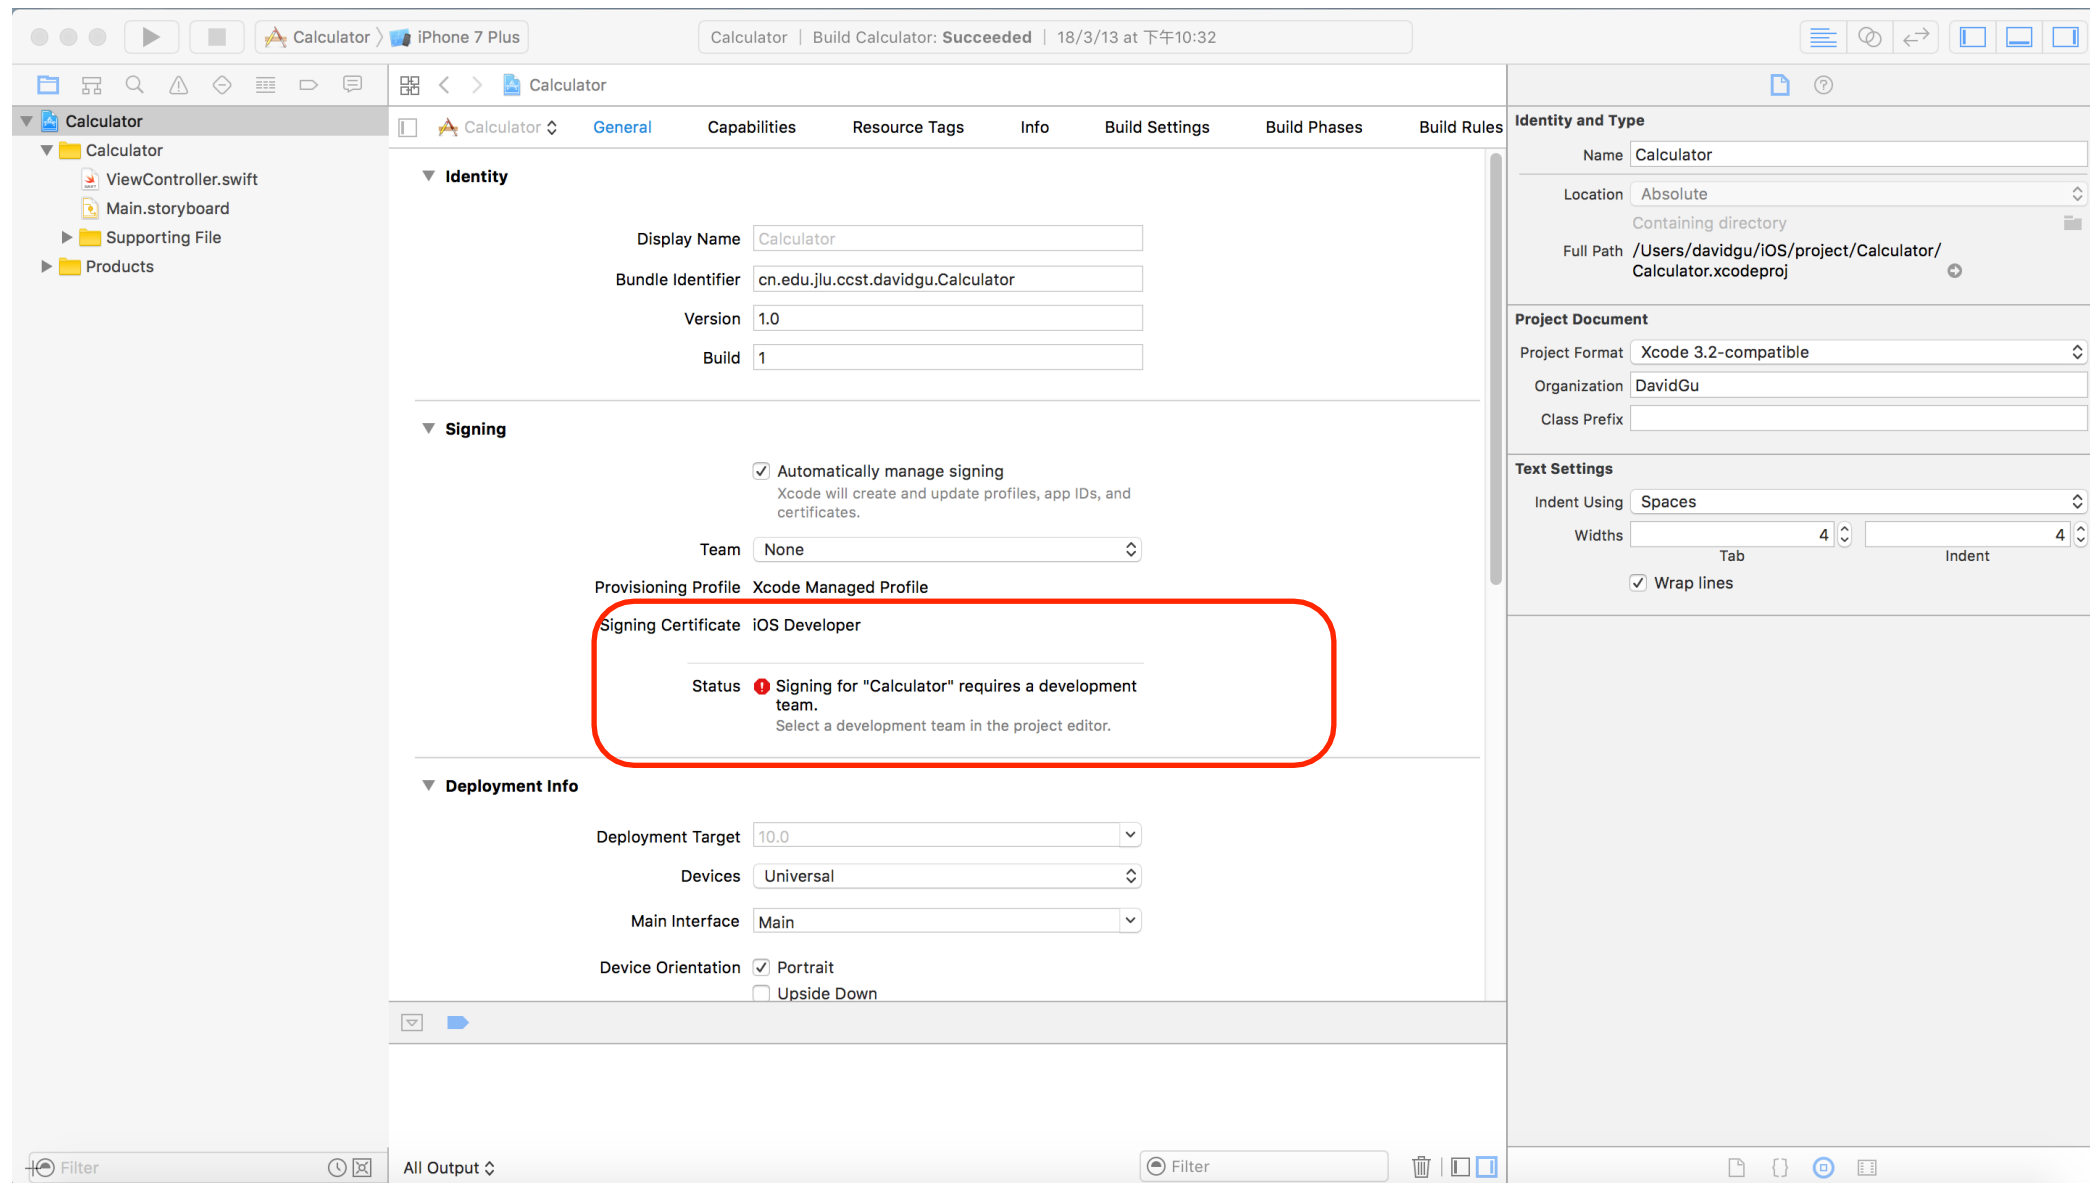 Calculator 〉 iPhone 7 Plus
Calculator | Build Calculator: Succeeded | 18/3/13 at 下午10:32
Calculator
Calculator
Calculator
ViewController.swift
Main.storyboard
Supporting File
Products
Filter
Calculator
Calculator General Capabilities Resource Tags Info Build Settings Build Phases Build Rules
Identity
Display Name Calculator
Bundle Identifier cn.edu.jlu.ccst.davidgu.Calculator
Version 1.0
Build 1
Signing
Automatically manage signing
Xcode will create and update profiles, app IDs, and
certificates.
Team None
Provisioning Profile Xcode Managed Profile
Signing Certificate iOS Developer
Status Signing for "Calculator" requires a development
team.
Select a development team in the project editor.
Deployment Info
Deployment Target 10.0
Devices Universal
Main Interface Main
Device Orientation Portrait
Upside Down
All Output
Filter
Identity and Type
Name Calculator
Location Absolute
Containing directory
Full Path /Users/davidgu/iOS/project/Calculator/
Calculator.xcodeproj
Project Document
Project Format Xcode 3.2-compatible
Organization DavidGu
Class Prefix
Text Settings
Indent Using Spaces
Widths 4 4
Tab Indent
Wrap lines